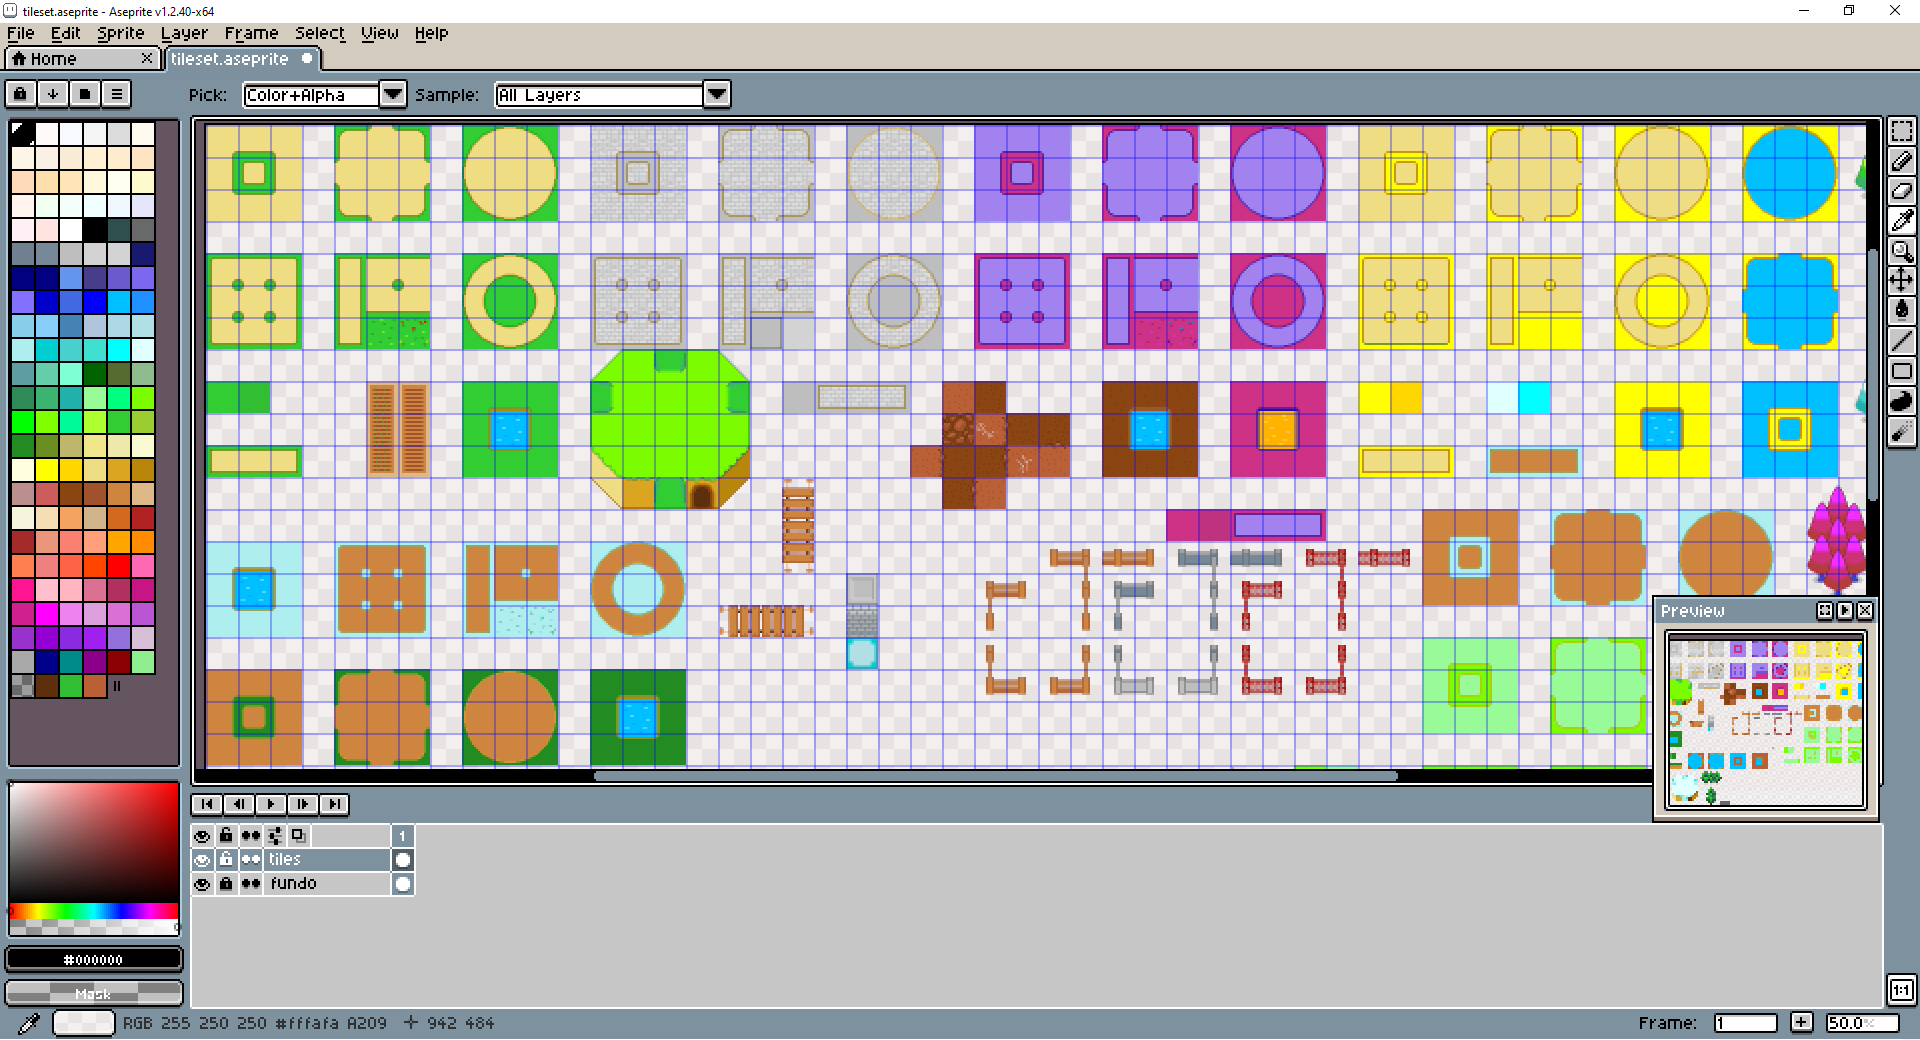 tileset.aseprite - Aseprite v1.2.40-x64
File Edit Sprite Layer Frame Select View Help
Home
tileset.aseprite
Pick: Color+Alpha Sample: All Layers
Preview
1
tiles
fundo
#000000
Mask
1:1
RGB 255 250 250 #fffafa A209 942 484
Frame: 1 + 50.0%